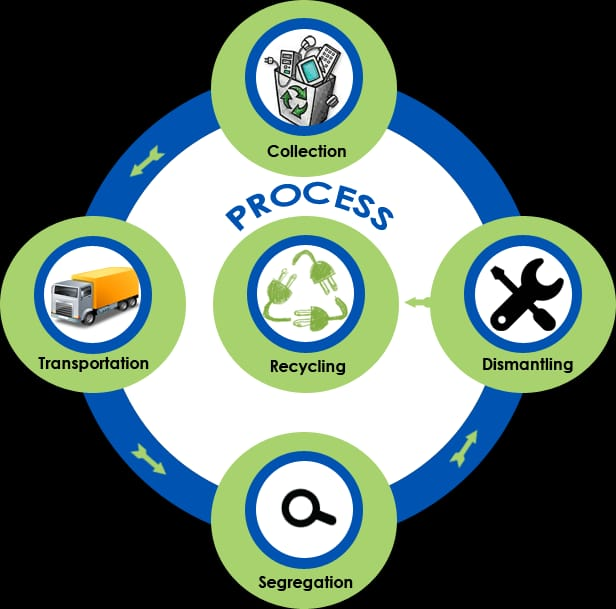 Collection
PROCESS
Transportation
Recycling
Dismantling
Segregation